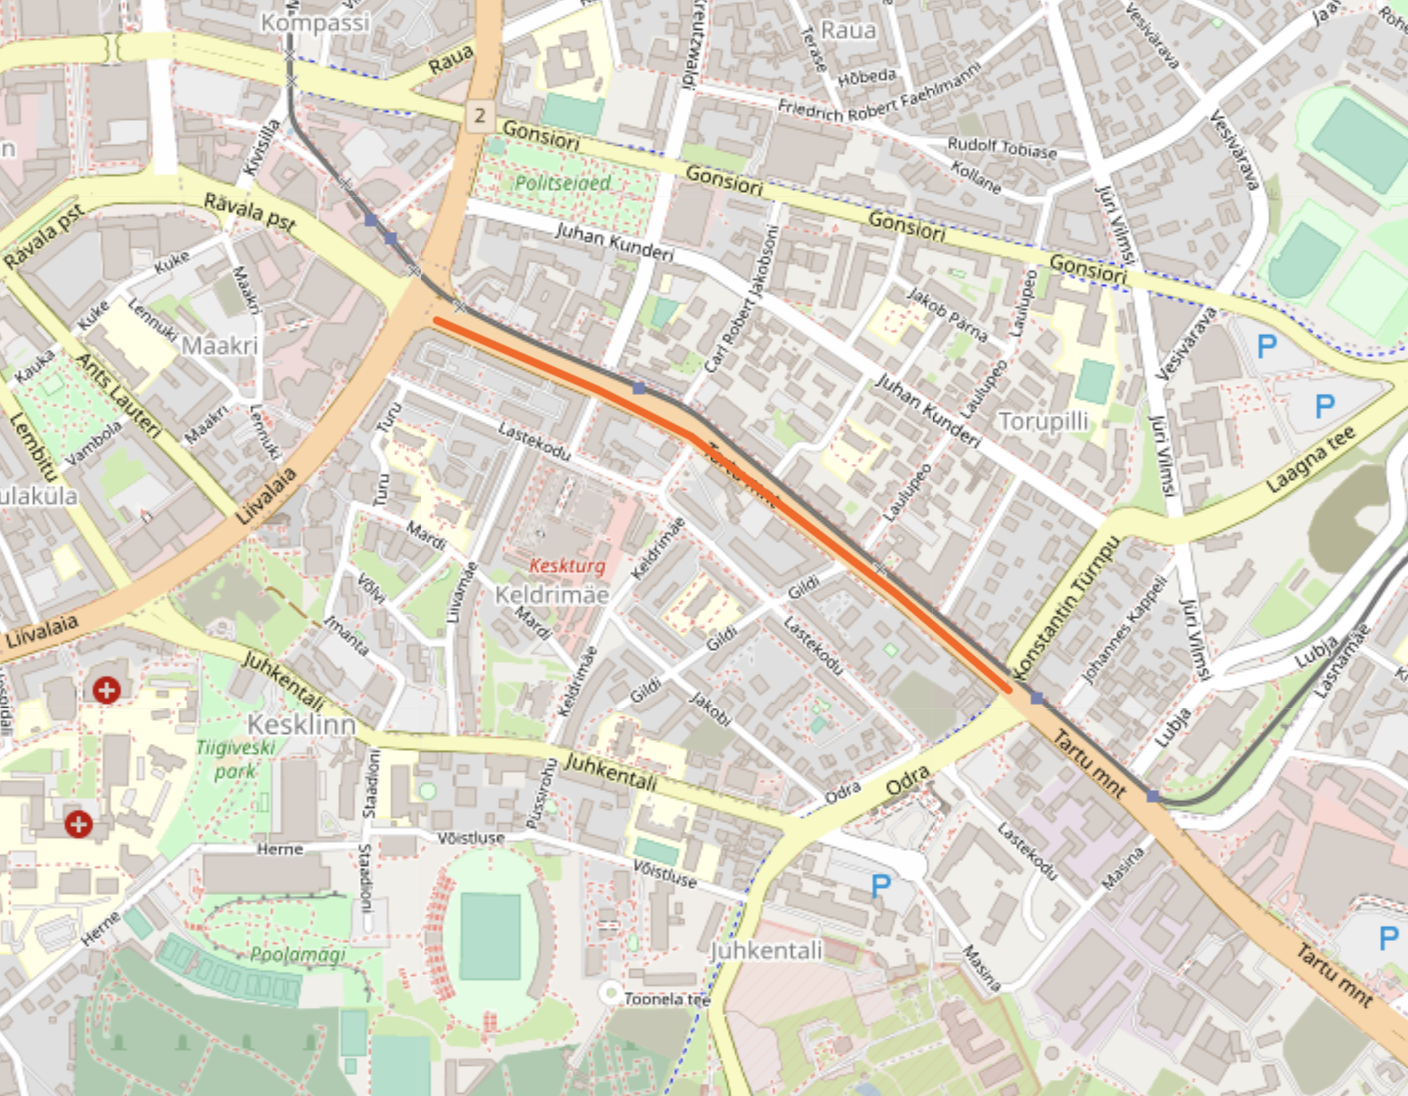 Kompassi
Raua
Raua
Kreutzwaldi
Terase
Hõbeda
Friedrich Robert Faehlmanni
Vesivärava
Jaa
2
Gonsiori
Rudolf Tobiase
Kollane
Vesivärava
Kivisilla
Politseiaed
Gonsiori
Jüri Vilmsi
Rävala pst
Rävala pst
Gonsiori
Juhan Kunderi
Gonsiori
Kuke
Maakri
Carl Robert Jakobsoni
Laulupeo
Jakob Pärna
Kuke
Lennuki
Maakri
Vesivärava
P
Kauka
Ants Lauteri
Laulupeo
Juhan Kunderi
P
Torupilli
Lembitu
Vambola
Maakri
Lennuki
Turu
Lastekodu
Jüri Vilmsi
Laagna tee
Tartu mnt
ulaküla
Liivalaia
Turu
Laulupeo
Mardi
Keldrimäe
Keskturg
Keldrimäe
Võlvi
Liivamäe
Gildi
Konstantin Türnpu
Johannes Kappeli
Jüri Vilmsi
Liivalaia
Imanta
Mardi
Gildi
Lastekodu
Lubja
Lasnamäe
Juhkentali
Keldrimäe
Gildi
Jakobi
Kesklinn
Lubja
Tiigiveski
park
Tartu mnt
Staadioni
Juhkentali
Odra
Odra
Püssirohu
Herne
Võistluse
Lastekodu
Staadioni
Võistluse
Masina
P
Herne
Poolamägi
Juhkentali
Masina
P
Tartu mnt
Toonela tee